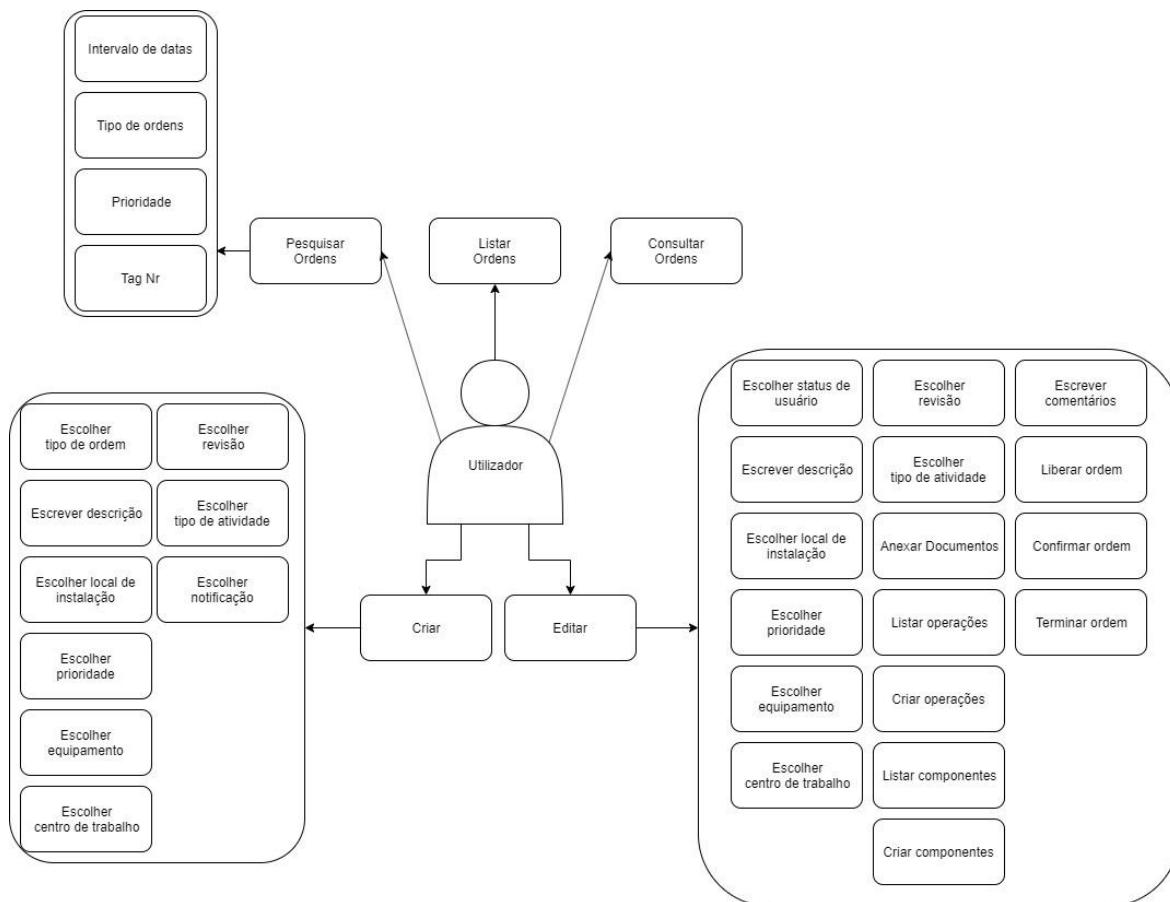 Intervalo de datas
Tipo de ordens
Prioridade
Tag Nr
Pesquisar
Ordens
Listar
Ordens
Consultar
Ordens
Utilizador
Criar
Editar
Escolher
tipo de ordem
Escrever descrição
Escolher local de
instalação
Escolher
prioridade
Escolher
equipamento
Escolher
centro de trabalho
Escolher
revisão
Escolher
tipo de atividade
Escolher
notificação
Escolher status de
usuário
Escrever descrição
Escolher local de
instalação
Escolher
prioridade
Escolher
equipamento
Escolher
centro de trabalho
Escolher
revisão
Escolher
tipo de atividade
Anexar Documentos
Listar operações
Criar operações
Listar componentes
Criar componentes
Escrever
comentários
Liberar ordem
Confirmar ordem
Terminar ordem